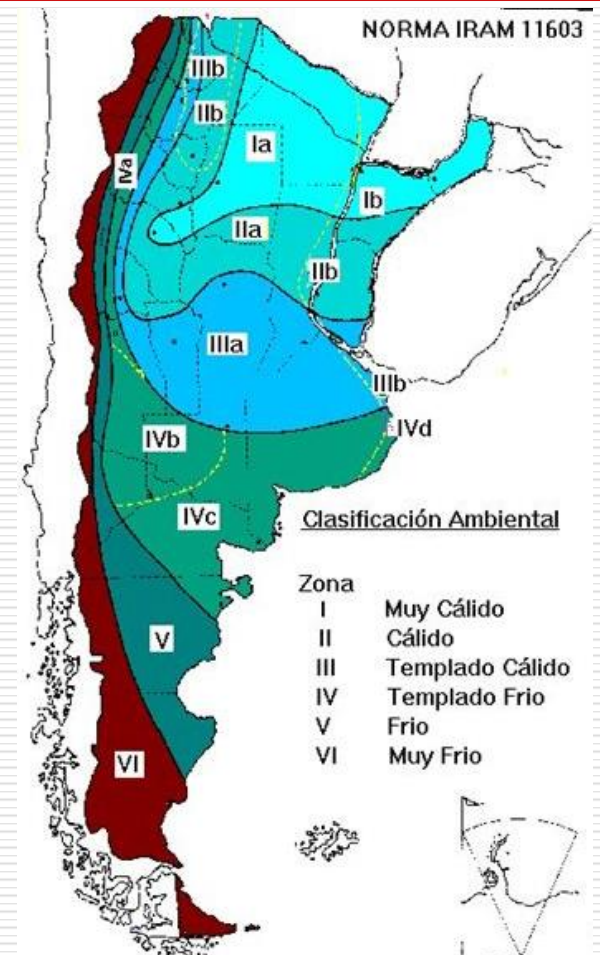 NORMA IRAM 11603
IIIb
IIb
Ia
IVa
Ib
IIa
IIb
IIIa
IIIb
IVd
IVb
IVc
Clasificación Ambiental
Zona
I Muy Cálido
II Cálido
III Templado Cálido
IV Templado Frio
V Frio
VI Muy Frio
V
VI